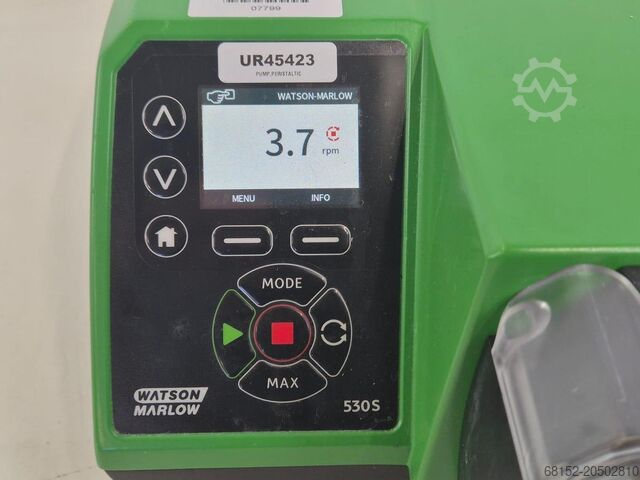 07799
UR45423
PUMP, PERISTALTIC
WATSON-MARLOW
3.7
rpm
MENU
INFO
MODE
MAX
WATSON
MARLOW
530S
68152-20502810